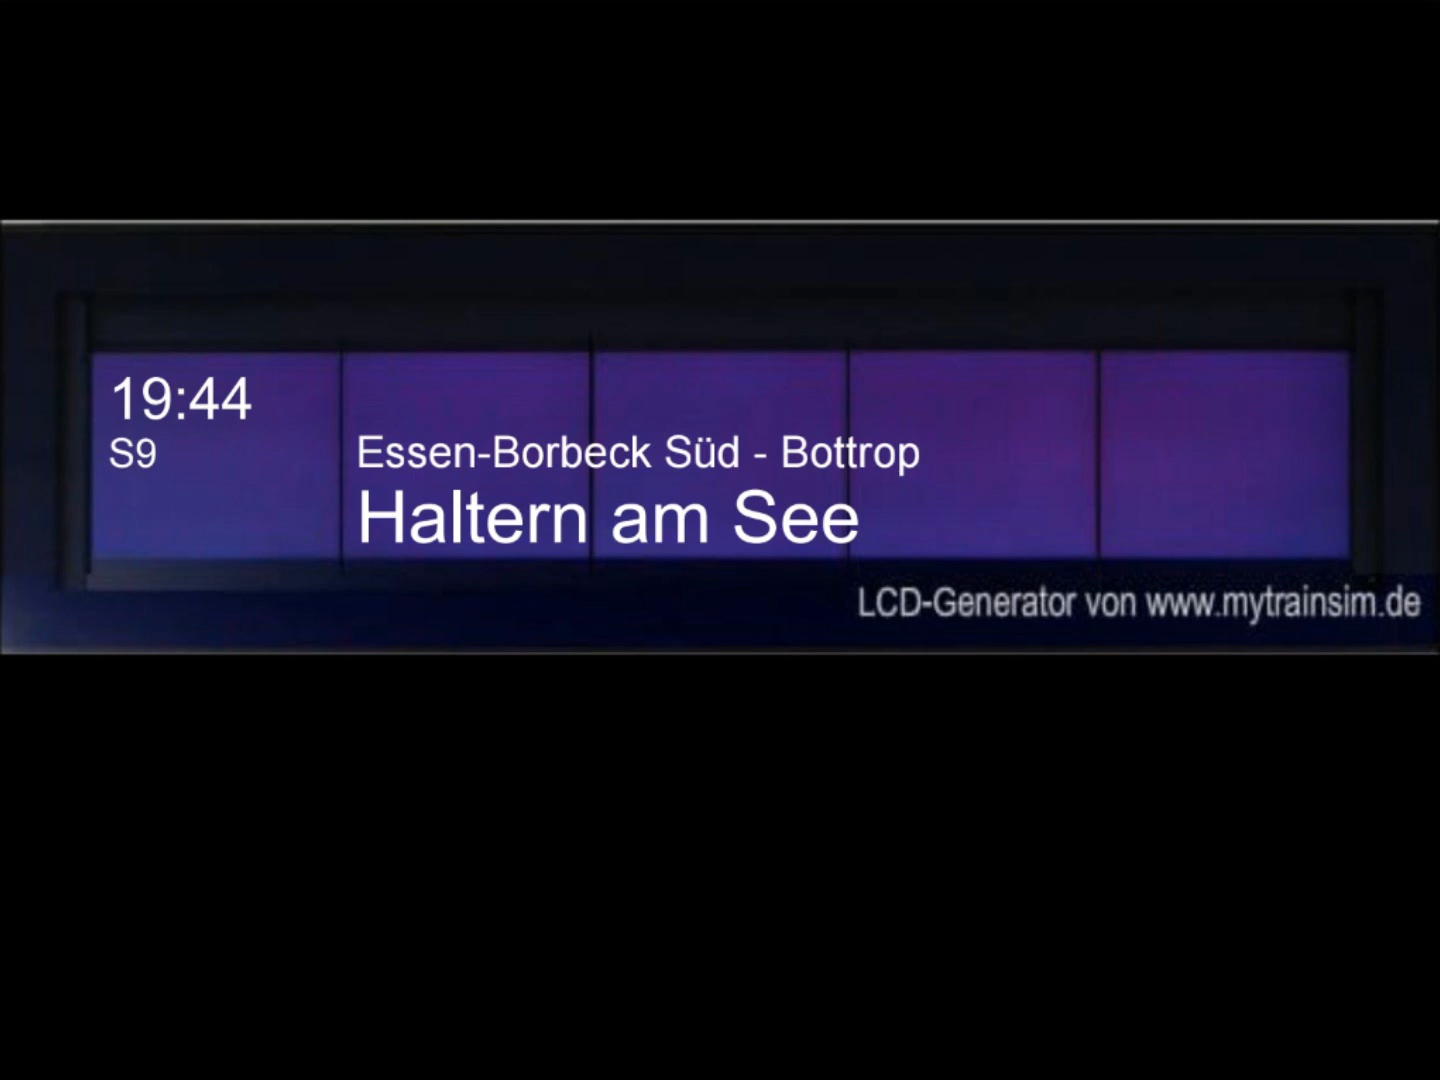 19:44
S9 Essen-Borbeck Süd - Bottrop
Haltern am See
LCD-Generator von www.mytrainsim.de